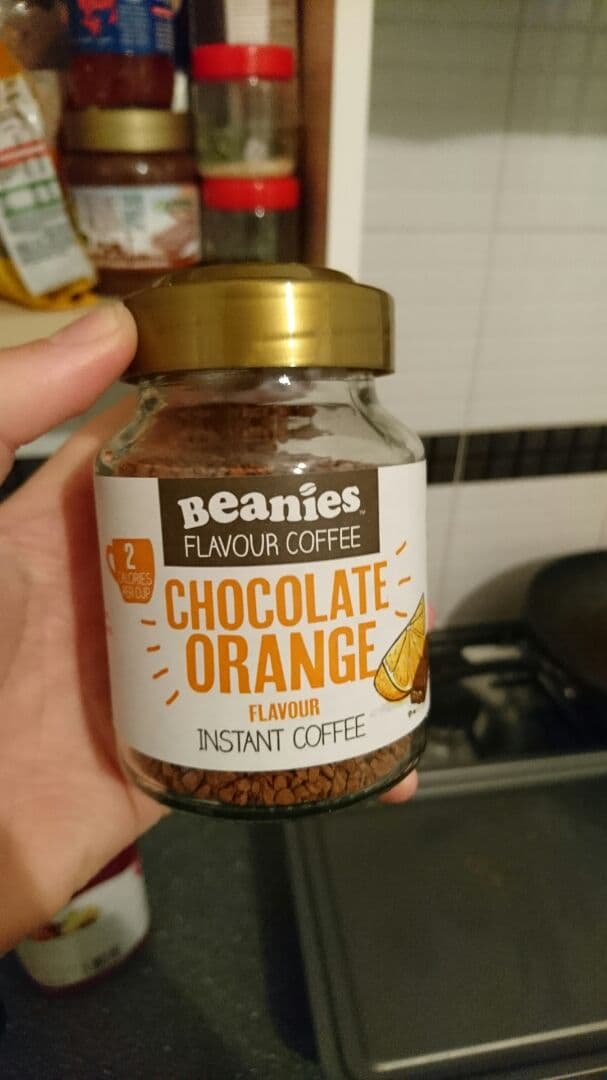 Beanies
FLAVOUR COFFEE
2
CALORIES
PER CUP
CHOCOLATE
ORANGE
FLAVOUR
INSTANT COFFEE